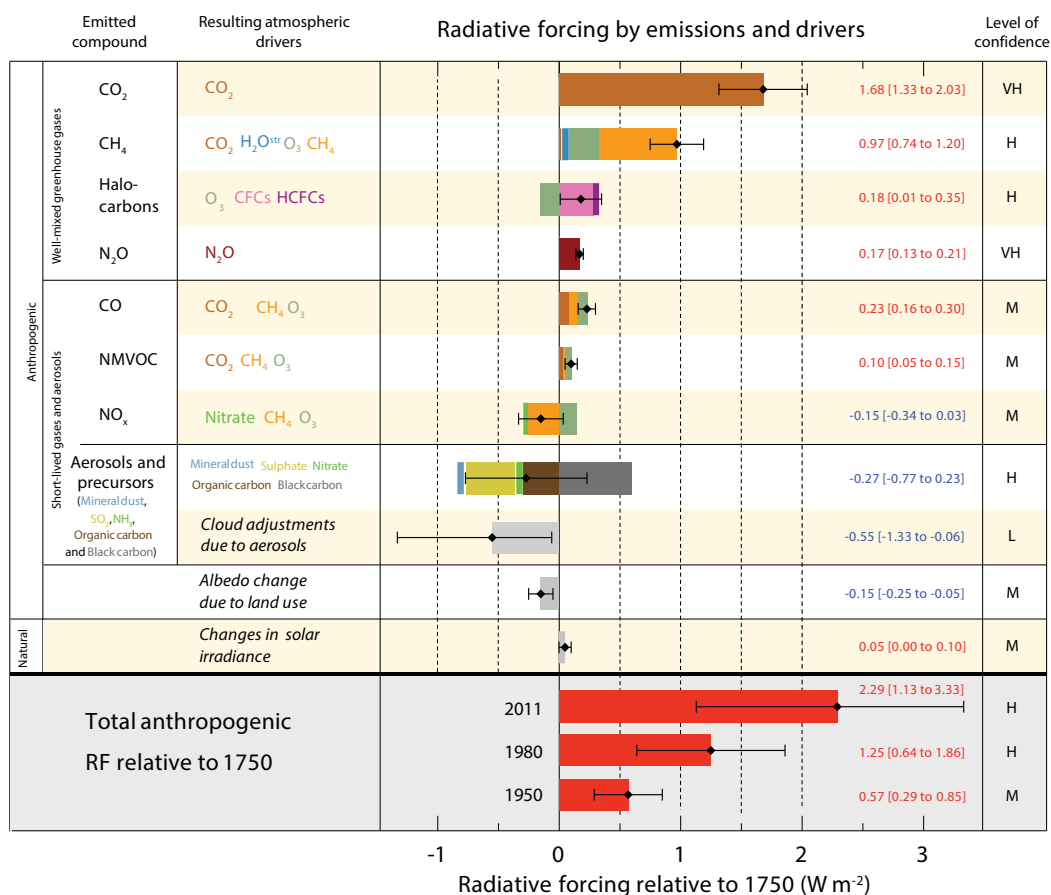 Emitted compound
Resulting atmospheric drivers
Radiative forcing by emissions and drivers
Level of confidence
Anthropogenic
Well-mixed greenhouse gases
CO₂
CO₂
1.68 [1.33 to 2.03]
VH
CH₄
CO₂ H₂Oˢᵗʳ O₃ CH₄
0.97 [0.74 to 1.20]
H
Halo-
carbons
O₃ CFCs HCFCs
0.18 [0.01 to 0.35]
H
N₂O
N₂O
0.17 [0.13 to 0.21]
VH
Short-lived gases and aerosols
CO
CO₂ CH₄ O₃
0.23 [0.16 to 0.30]
M
NMVOC
CO₂ CH₄ O₃
0.10 [0.05 to 0.15]
M
NOₓ
Nitrate CH₄ O₃
-0.15 [-0.34 to 0.03]
M
Aerosols and
precursors
(Mineral dust,
SO₂, NH₃,
Organic carbon
and Black carbon)
Mineral dust Sulphate Nitrate
Organic carbon Black carbon
-0.27 [-0.77 to 0.23]
H
Cloud adjustments
due to aerosols
-0.55 [-1.33 to -0.06]
L
Albedo change
due to land use
-0.15 [-0.25 to -0.05]
M
Natural
Changes in solar
irradiance
0.05 [0.00 to 0.10]
M
Total anthropogenic
RF relative to 1750
2011
2.29 [1.13 to 3.33]
H
1980
1.25 [0.64 to 1.86]
H
1950
0.57 [0.29 to 0.85]
M
-1 0 1 2 3
Radiative forcing relative to 1750 (W m⁻²)